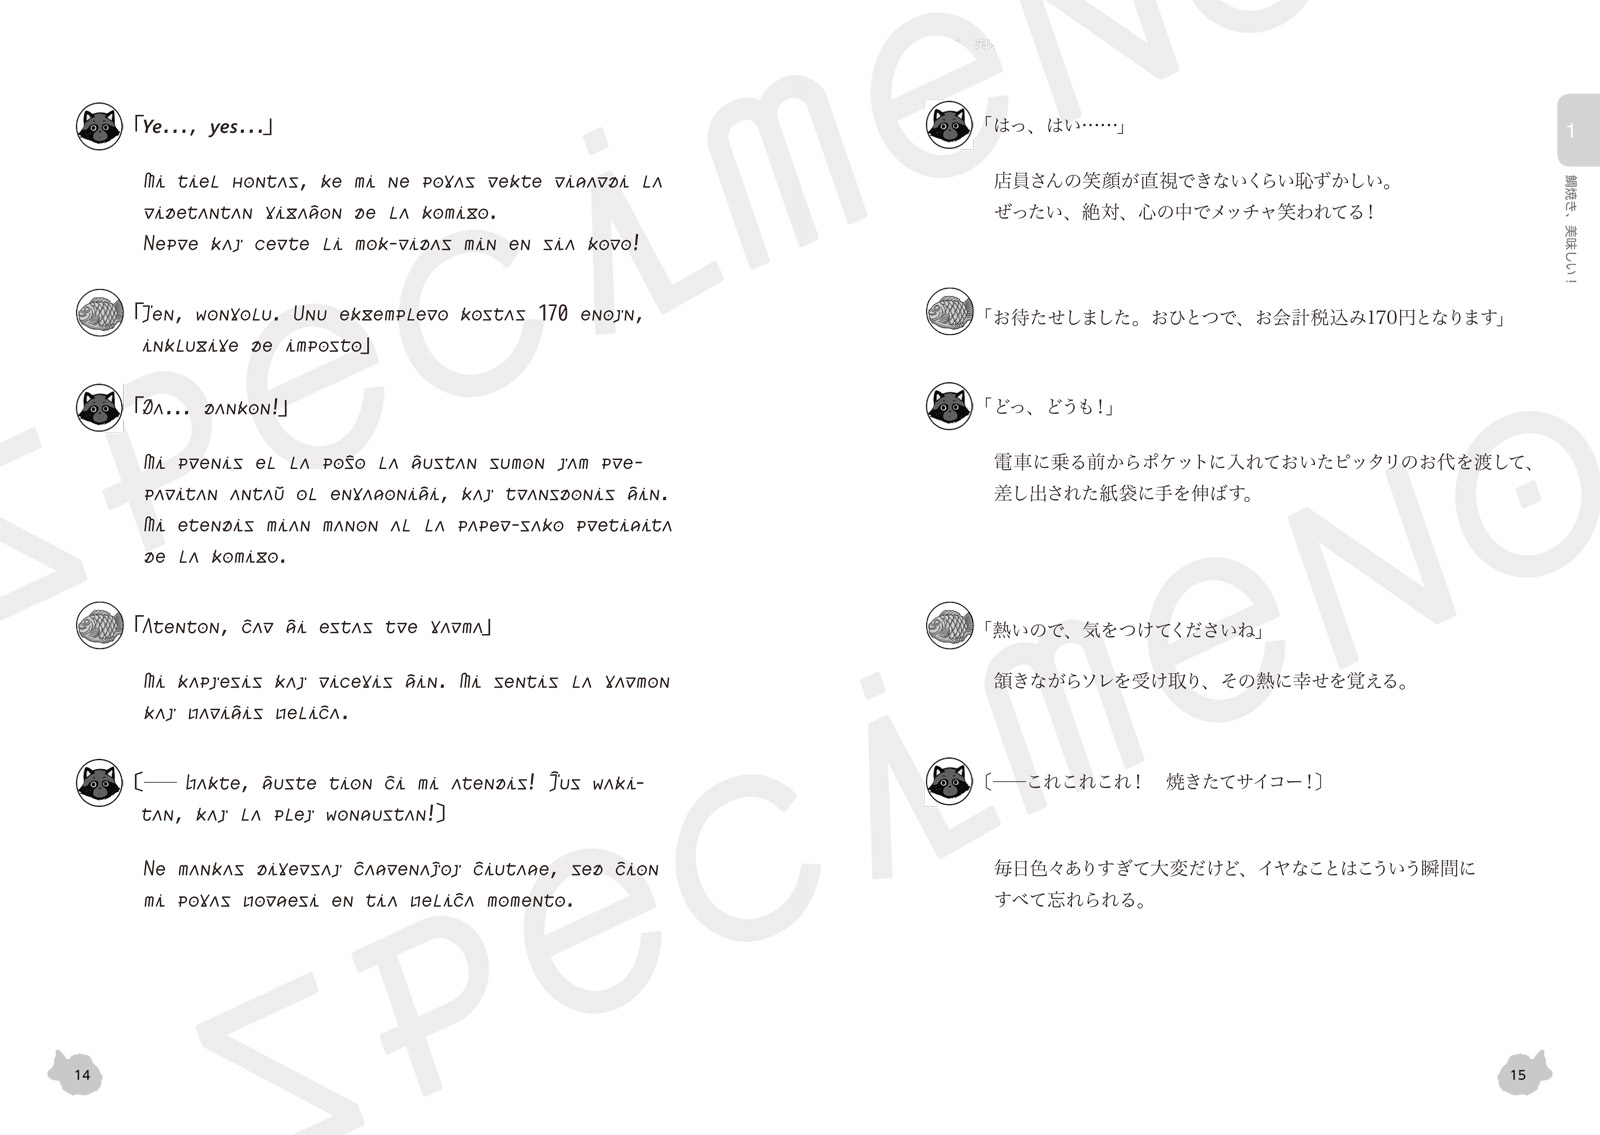 「Ye..., yes...」
Mi tiel hontas, ke mi ne povas rekte rigardi la
ridetantan vizaĝon de la komizo.
Nepre kaj certe li mok-ridas min en sia koro!
「Jen, bonvolu. Unu ekzemplero kostas 170 enojn,
inkluzive de imposto」
「Da... dankon!」
Mi prenis el la poŝo la ĝustan sumon jam pre-
paritan antaŭ ol envagoniĝi, kaj transdonis ĝin.
Mi etendis mian manon al la paper-sako pretigita
de la komizo.
「Atenton, ĉar ĝi estas tre varma」
Mi kapjesis kaj ricevis ĝin. Mi sentis la varmon
kaj fariĝis feliĉa.
〔── Fakte, ĝuste tion ĉi mi atendis! Ĵus baki-
tan, kaj la plej bongustan!〕
Ne mankas diversaj ĉagrenaĵoj ĉiutage, sed ĉion
mi povas forgesi en tia feliĉa momento.
14
「はっ、はい……」
店員さんの笑顔が直視できないくらい恥ずかしい。
ぜったい、絶対、心の中でメッチャ笑われてる！
「お待たせしました。おひとつで、お会計税込み170円となります」
「どっ、どうも！」
電車に乗る前からポケットに入れておいたピッタリのお代を渡して、
差し出された紙袋に手を伸ばす。
「熱いので、気をつけてくださいね」
頷きながらソレを受け取り、その熱に幸せを覚える。
〔──これこれこれ！　焼きたてサイコー！〕
毎日色々ありすぎて大変だけど、イヤなことはこういう瞬間に
すべて忘れられる。
1
鯛焼き、美味しい！
15
Specimeno
Specimeno